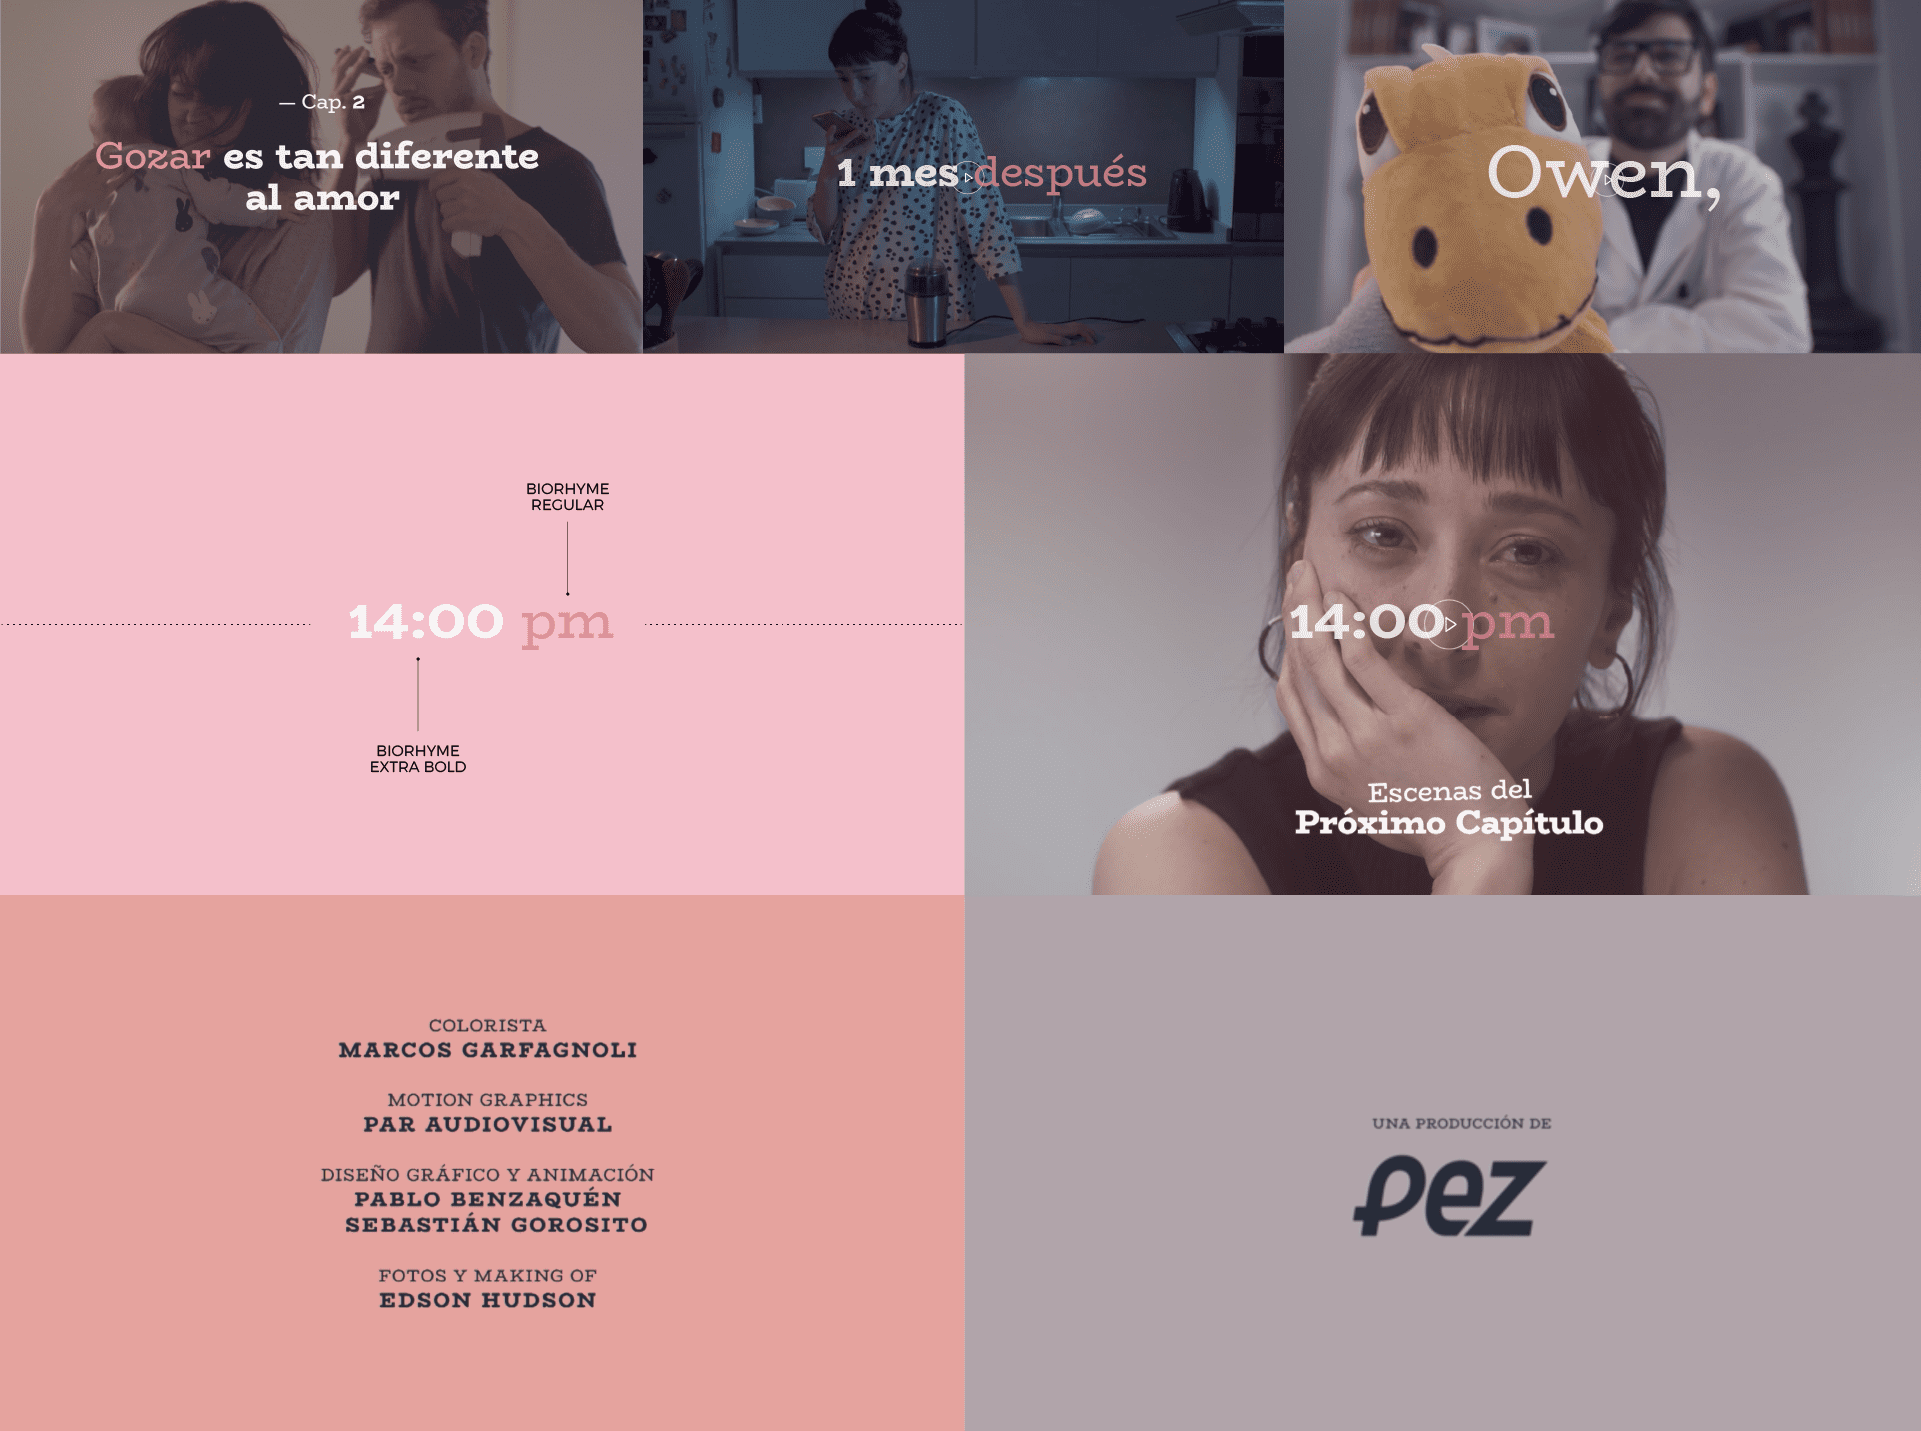 — Cap. 2
Gozar es tan diferente
al amor
1 mes después
Owen,
BIORHYME
REGULAR
14:00 pm
BIORHYME
EXTRA BOLD
14:00 pm
Escenas del
Próximo Capítulo
COLORISTA
MARCOS GARFAGNOLI
MOTION GRAPHICS
PAR AUDIOVISUAL
DISEÑO GRÁFICO Y ANIMACIÓN
PABLO BENZAQUÉN
SEBASTIÁN GOROSITO
FOTOS Y MAKING OF
EDSON HUDSON
UNA PRODUCCIÓN DE
pez